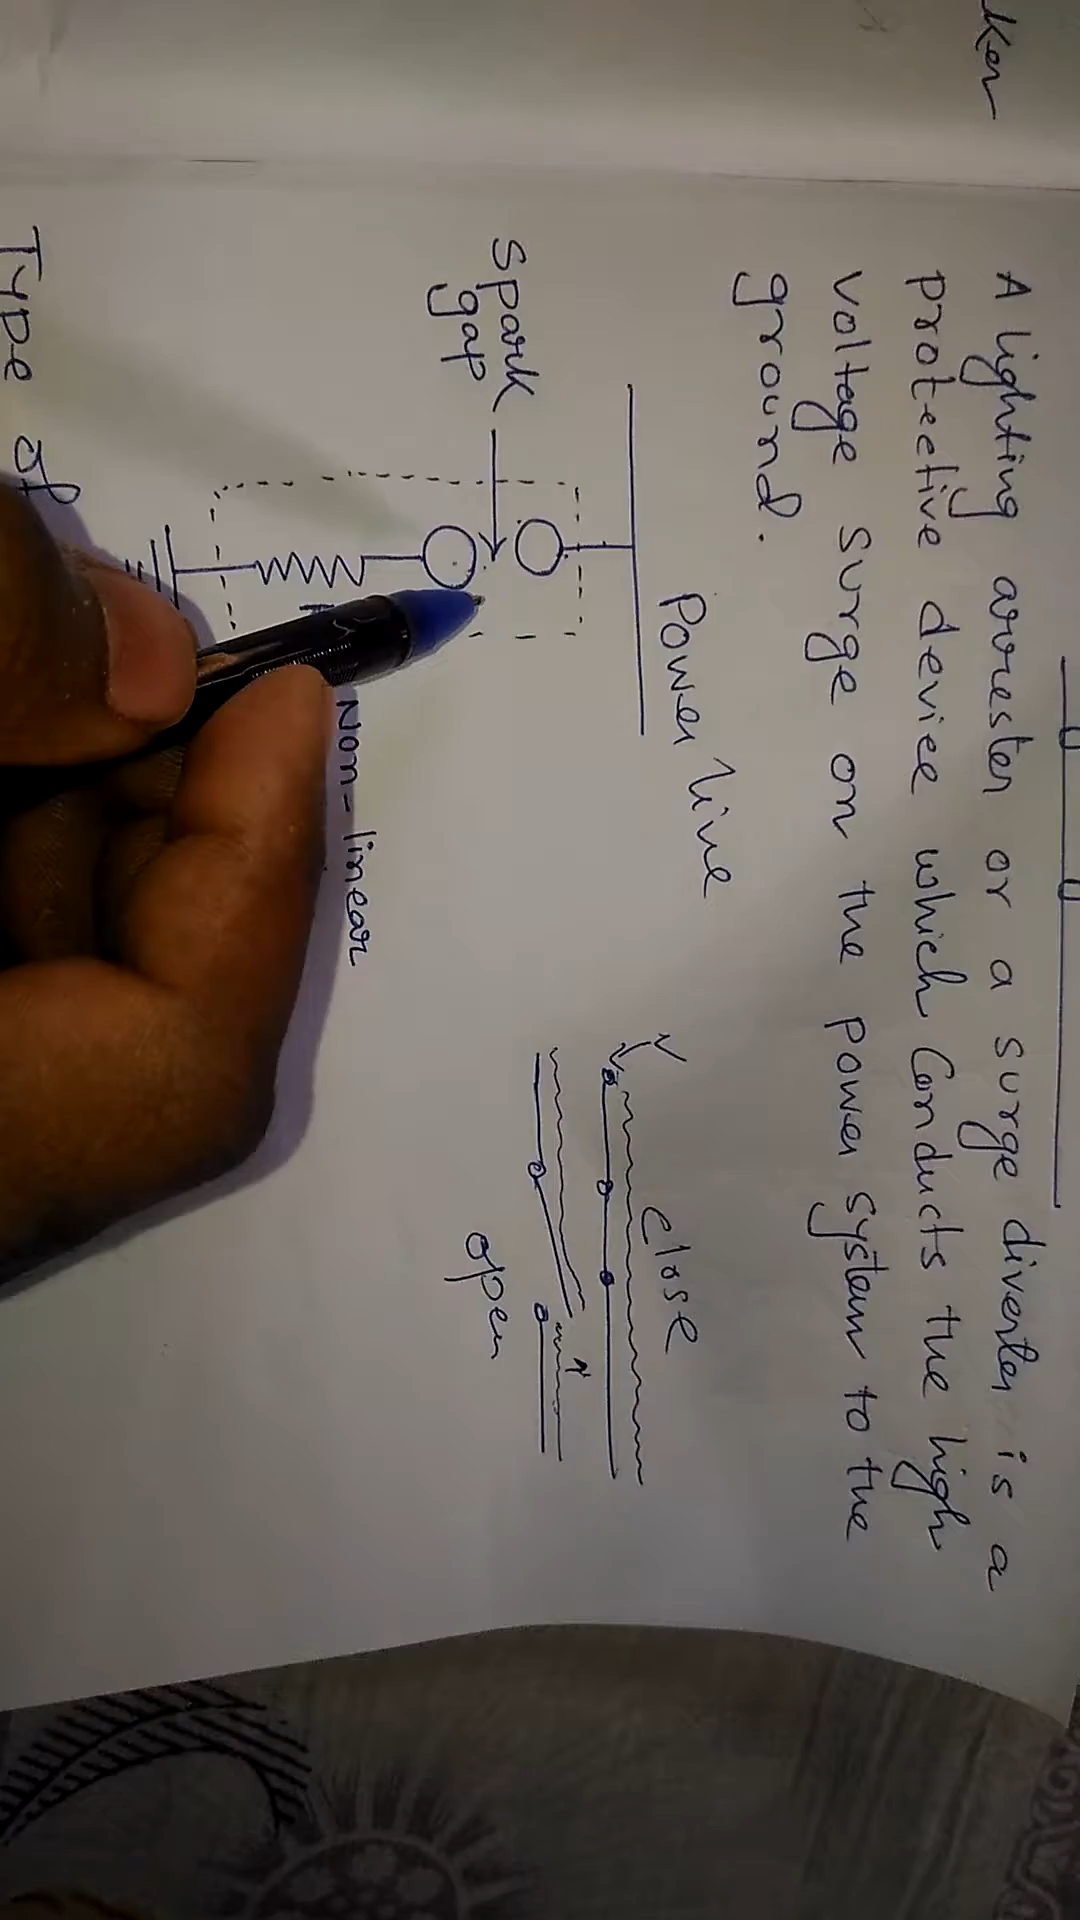 ker
A lighting arrester or a surge diverter is a
protective device which Conducts the high
voltage surge on the power system to the
ground.
Power line
Spark
gap
Non-linear
close
open
Type of